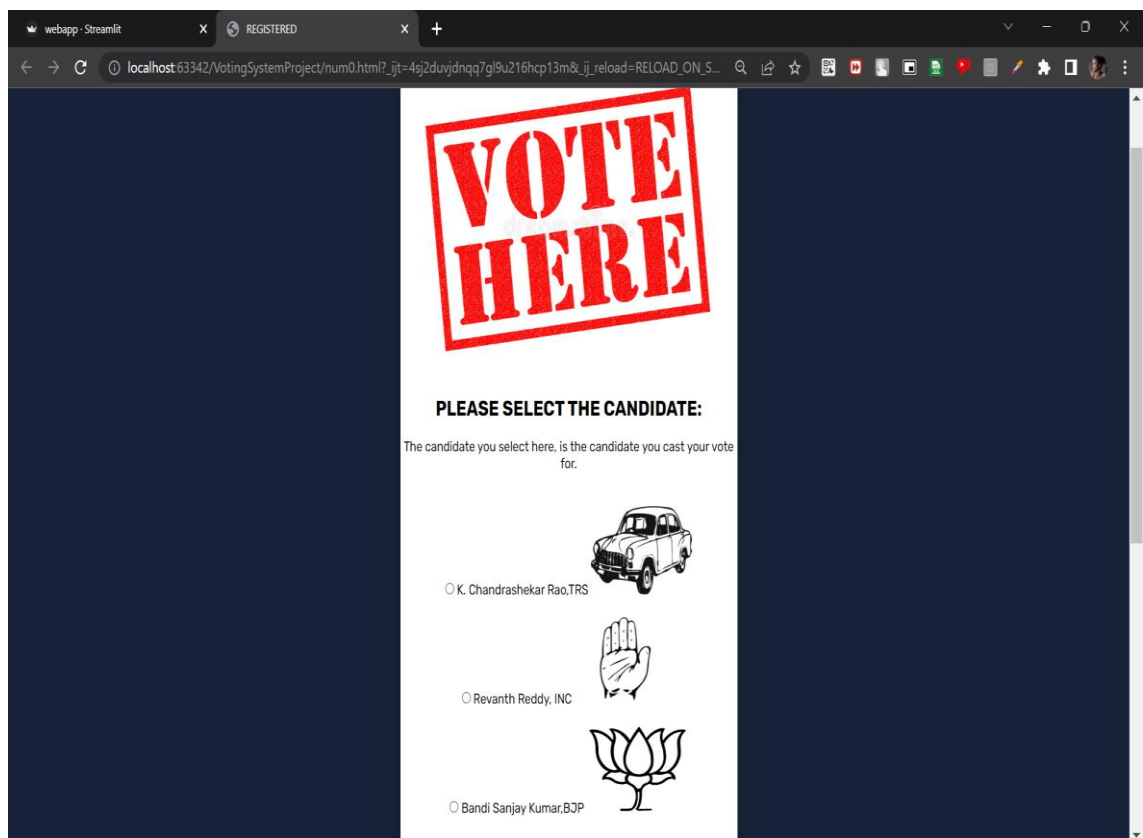 webapp · Streamlit
REGISTERED
localhost:63342/VotingSystemProject/num0.html?_ijt=4sj2duvjdnqq7gl9u216hcp13m&_ij_reload=RELOAD_ON_S...
VOTE
HERE
PLEASE SELECT THE CANDIDATE:
The candidate you select here, is the candidate you cast your vote
for.
K. Chandrashekar Rao,TRS
Revanth Reddy, INC
Bandi Sanjay Kumar,BJP